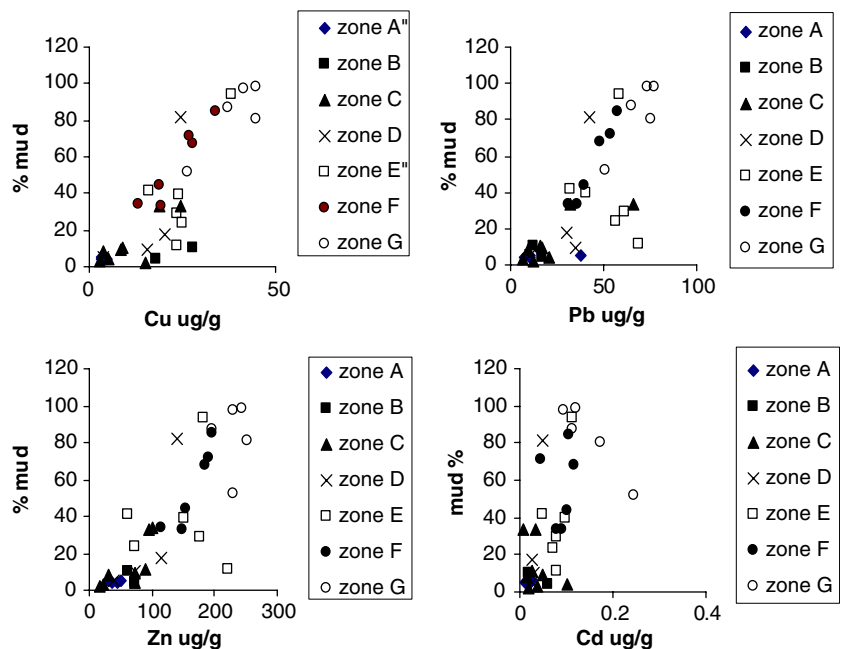 120
100
80
60
40
20
0
% mud
0 50
Cu ug/g
zone A"
zone B
zone C
zone D
zone E"
zone F
zone G
120
100
80
60
40
20
0
% mud
0 50 100
Pb ug/g
zone A
zone B
zone C
zone D
zone E
zone F
zone G
120
100
80
60
40
20
0
% mud
0 100 200 300
Zn ug/g
zone A
zone B
zone C
zone D
zone E
zone F
zone G
120
100
80
60
40
20
0
mud %
0 0.2 0.4
Cd ug/g
zone A
zone B
zone C
zone D
zone E
zone F
zone G